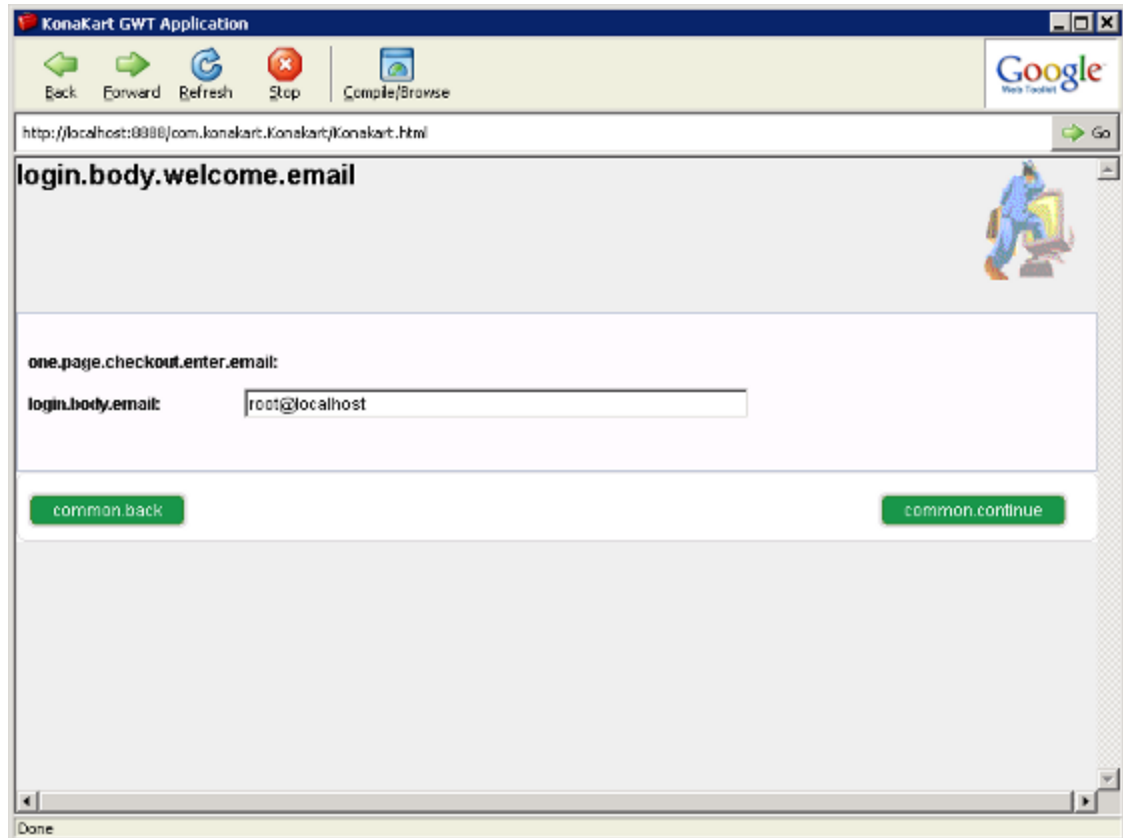 KonaKart GWT Application
Back Forward Refresh Stop Compile/Browse
Google
Web Toolkit
http://localhost:8888/com.konakart.Konakart/Konakart.html Go
login.body.welcome.email
one.page.checkout.enter.email:
login.body.email: root@localhost
common.back common.continue
Done